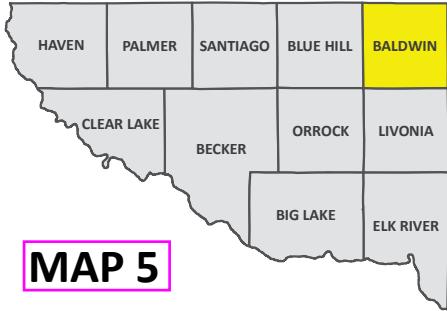 HAVEN
PALMER
SANTIAGO
BLUE HILL
BALDWIN
CLEAR LAKE
BECKER
ORROCK
LIVONIA
BIG LAKE
ELK RIVER
MAP 5